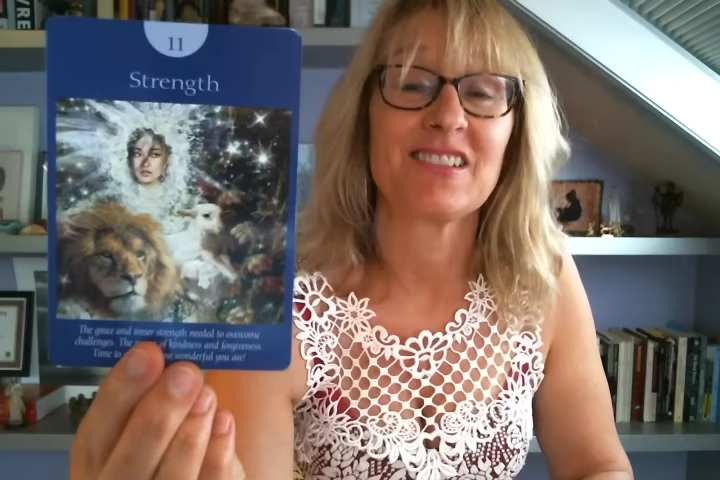 11
Strength
The grace and inner strength needed to overcome
challenges. The of kindness and forgiveness.
Time to wonderful you are!